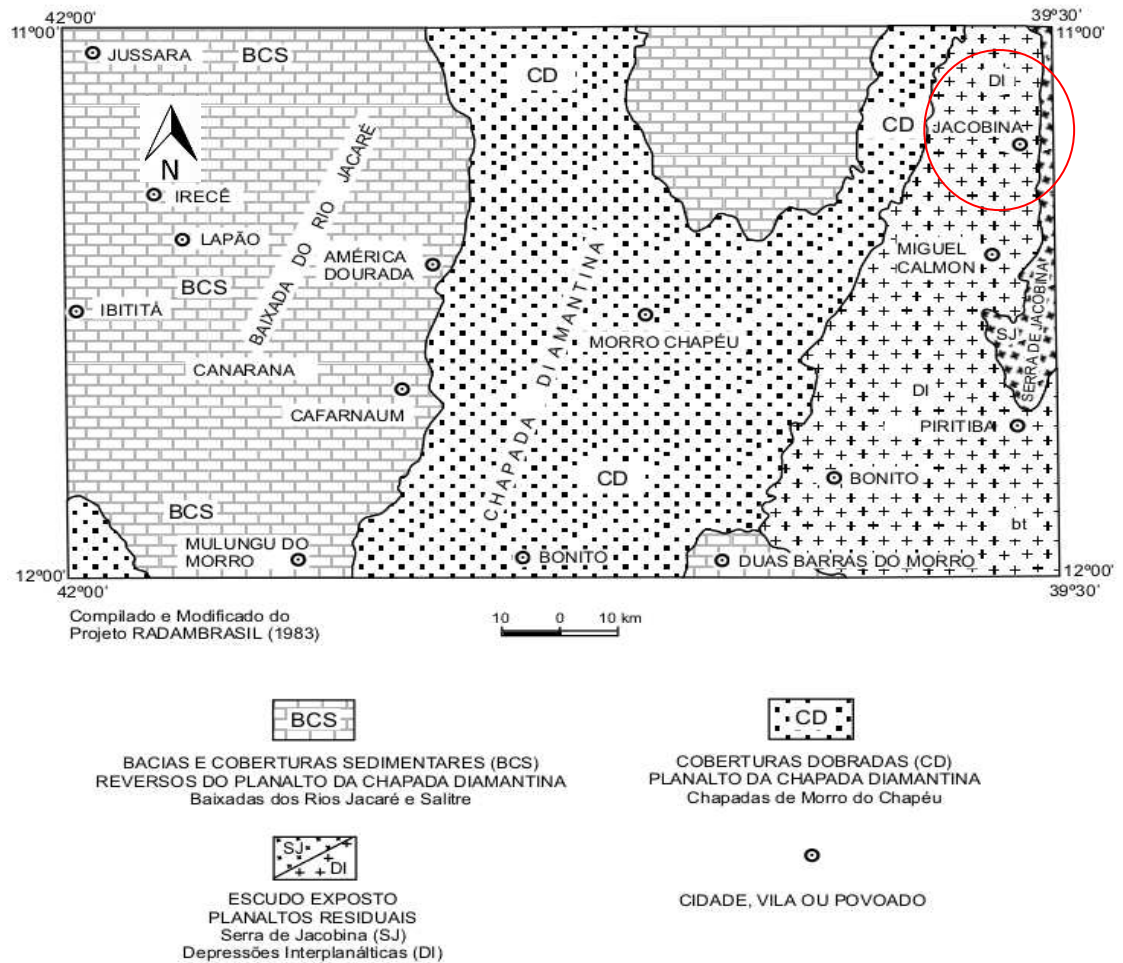 42º00'
39º30'
11º00'
11º00'
JUSSARA
BCS
CD
DI
CD
JACOBINA
N
IRECÊ
LAPÃO
BAIXADA DO RIO JACARÉ
AMÉRICA
DOURADA
MIGUEL
CALMON
BCS
IBITITÁ
CHAPADA DIAMANTINA
MORRO CHAPÉU
SJ
SERRA DE JACOBINA
CANARANA
CAFARNAUM
DI
PIRITIBA
CD
BONITO
BCS
bt
MULUNGU DO
MORRO
BONITO
DUAS BARRAS DO MORRO
12º00'
12º00'
42º00'
39º30'
Compilado e Modificado do
Projeto RADAMBRASIL (1983)
10 0 10 km
BCS
BACIAS E COBERTURAS SEDIMENTARES (BCS)
REVERSOS DO PLANALTO DA CHAPADA DIAMANTINA
Baixadas dos Rios Jacaré e Salitre
CD
COBERTURAS DOBRADAS (CD)
PLANALTO DA CHAPADA DIAMANTINA
Chapadas de Morro do Chapéu
SJ
DI
ESCUDO EXPOSTO
PLANALTOS RESIDUAIS
Serra de Jacobina (SJ)
Depressões Interplanálticas (DI)
CIDADE, VILA OU POVOADO